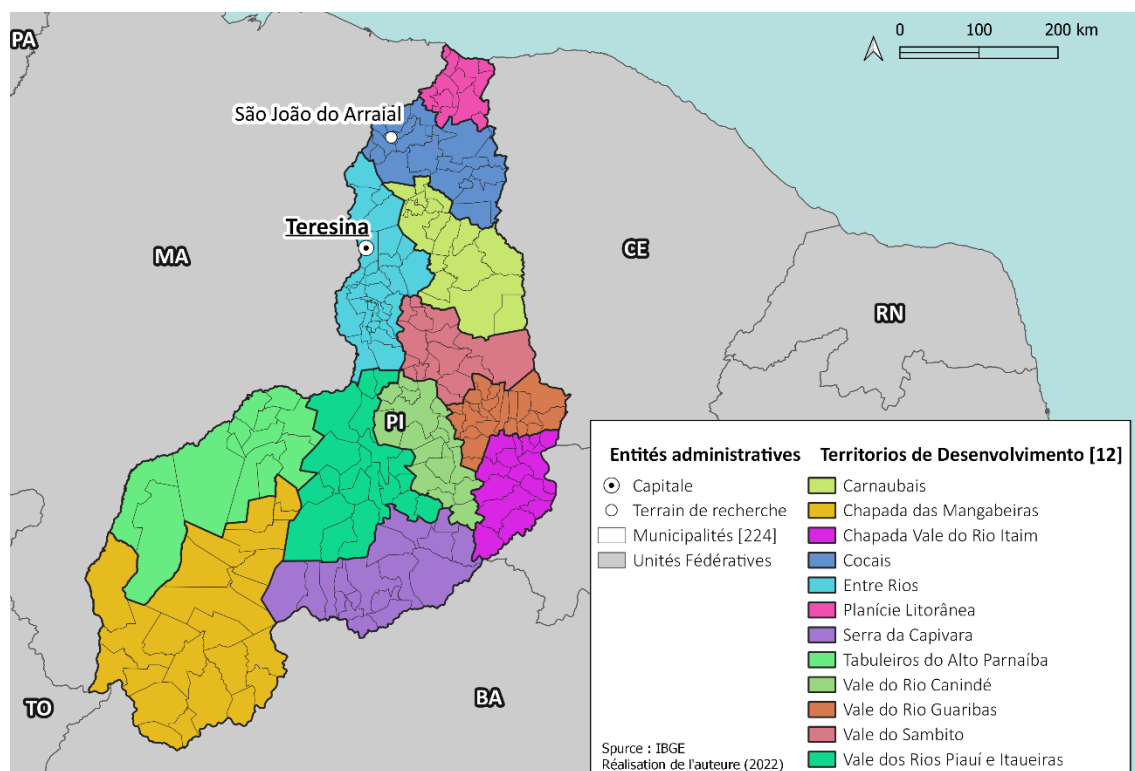 PA
0 200 km
São João do Arraial
Teresina
MA
CE
RN
PI
TO
BA
Entités administratives
Capitale
Terrain de recherche
Municipalités [224]
Unités Fédératives
Territorios de Desenvolvimento [12]
Carnaubais
Chapada das Mangabeiras
Chapada Vale do Rio Itaim
Cocais
Entre Rios
Planície Litorânea
Serra da Capivara
Tabuleiros do Alto Parnaíba
Vale do Rio Canindé
Vale do Rio Guaribas
Vale do Sambito
Vale dos Rios Piauí e Itaueiras
Spurce : IBGE
Réalisation de l'auteure (2022)